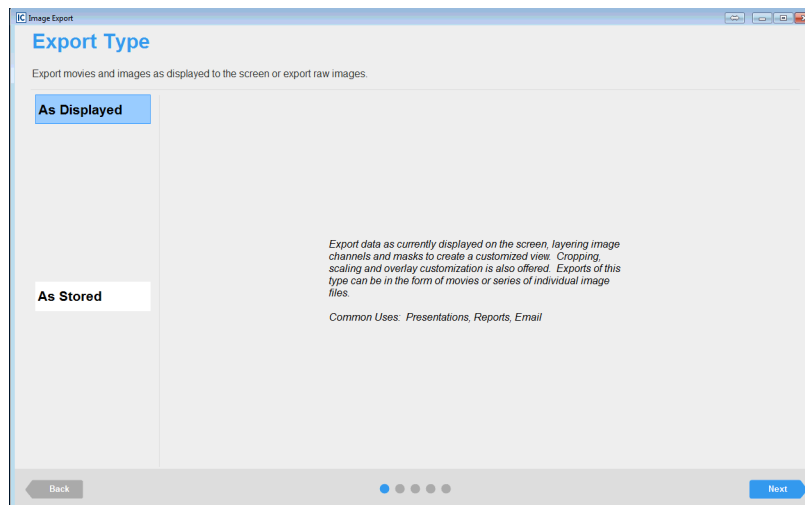 IC Image Export
Export Type
Export movies and images as displayed to the screen or export raw images.
As Displayed
Export data as currently displayed on the screen, layering image
channels and masks to create a customized view.  Cropping,
scaling and overlay customization is also offered.  Exports of this
type can be in the form of movies or series of individual image
files.
Common Uses:  Presentations, Reports, Email
As Stored
Back
Next